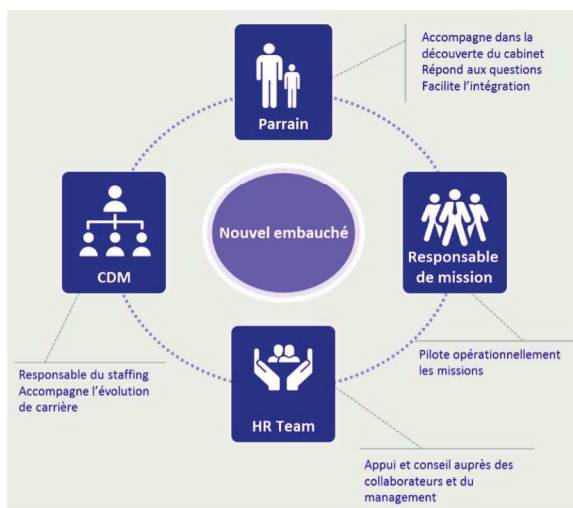 Accompagne dans la
découverte du cabinet
Répond aux questions
Facilite l'intégration
Parrain
Nouvel embauché
CDM
Responsable
de mission
Responsable du staffing
Accompagne l'évolution
de carrière
Pilote opérationnellement
les missions
HR Team
Appui et conseil auprès des
collaborateurs et du
management